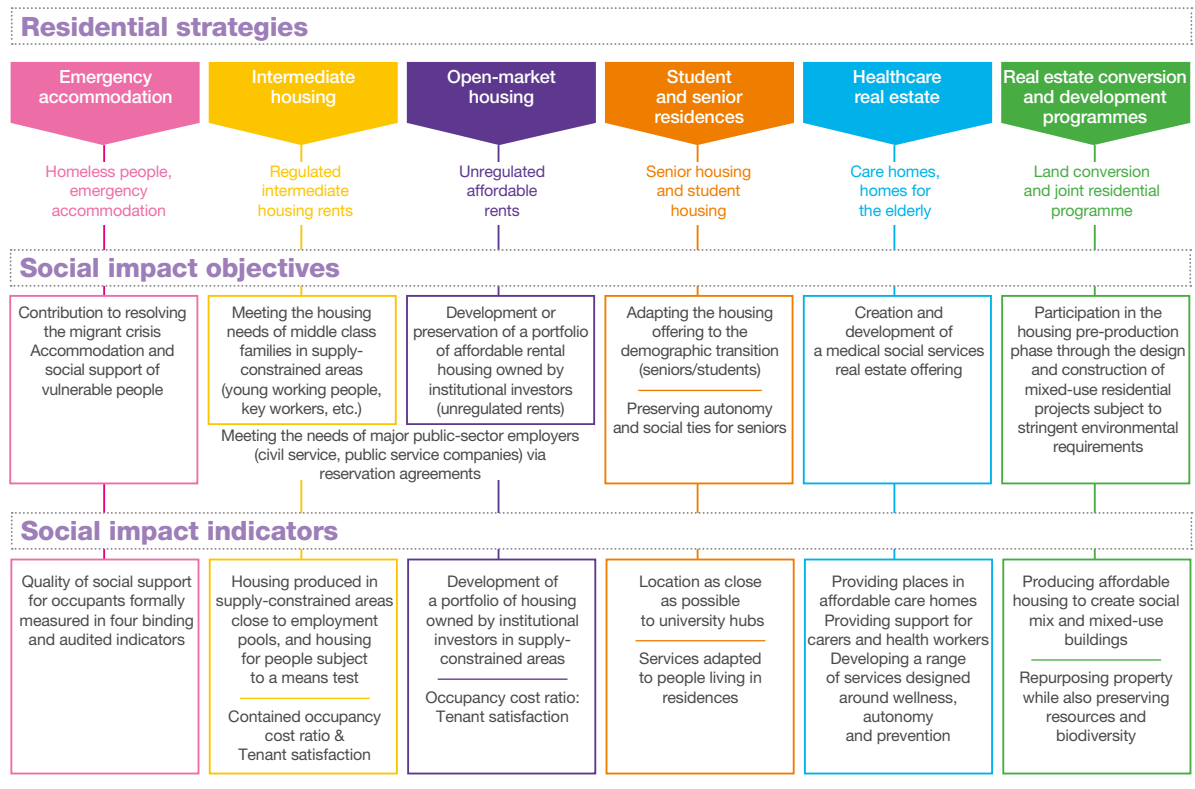 Residential strategies
Emergency
accommodation
Intermediate
housing
Open-market
housing
Student
and senior
residences
Healthcare
real estate
Real estate conversion
and development
programmes
Homeless people,
emergency
accommodation
Regulated
intermediate
housing rents
Unregulated
affordable
rents
Senior housing
and student
housing
Care homes,
homes for
the elderly
Land conversion
and joint residential
programme
Social impact objectives
Contribution to resolving
the migrant crisis
Accommodation and
social support of
vulnerable people
Meeting the housing
needs of middle class
families in supply-
constrained areas
(young working people,
key workers, etc.)
Development or
preservation of a portfolio
of affordable rental
housing owned by
institutional investors
(unregulated rents)
Meeting the needs of major public-sector employers
(civil service, public service companies) via
reservation agreements
Adapting the housing
offering to the
demographic transition
(seniors/students)
Preserving autonomy
and social ties for seniors
Creation and
development of
a medical social services
real estate offering
Participation in the
housing pre-production
phase through the design
and construction of
mixed-use residential
projects subject to
stringent environmental
requirements
Social impact indicators
Quality of social support
for occupants formally
measured in four binding
and audited indicators
Housing produced in
supply-constrained areas
close to employment
pools, and housing
for people subject
to a means test
Contained occupancy
cost ratio &
Tenant satisfaction
Development of
a portfolio of housing
owned by institutional
investors in supply-
constrained areas
Occupancy cost ratio:
Tenant satisfaction
Location as close
as possible
to university hubs
Services adapted
to people living in
residences
Providing places in
affordable care homes
Providing support for
carers and health workers
Developing a range
of services designed
around wellness,
autonomy
and prevention
Producing affordable
housing to create social
mix and mixed-use
buildings
Repurposing property
while also preserving
resources and
biodiversity